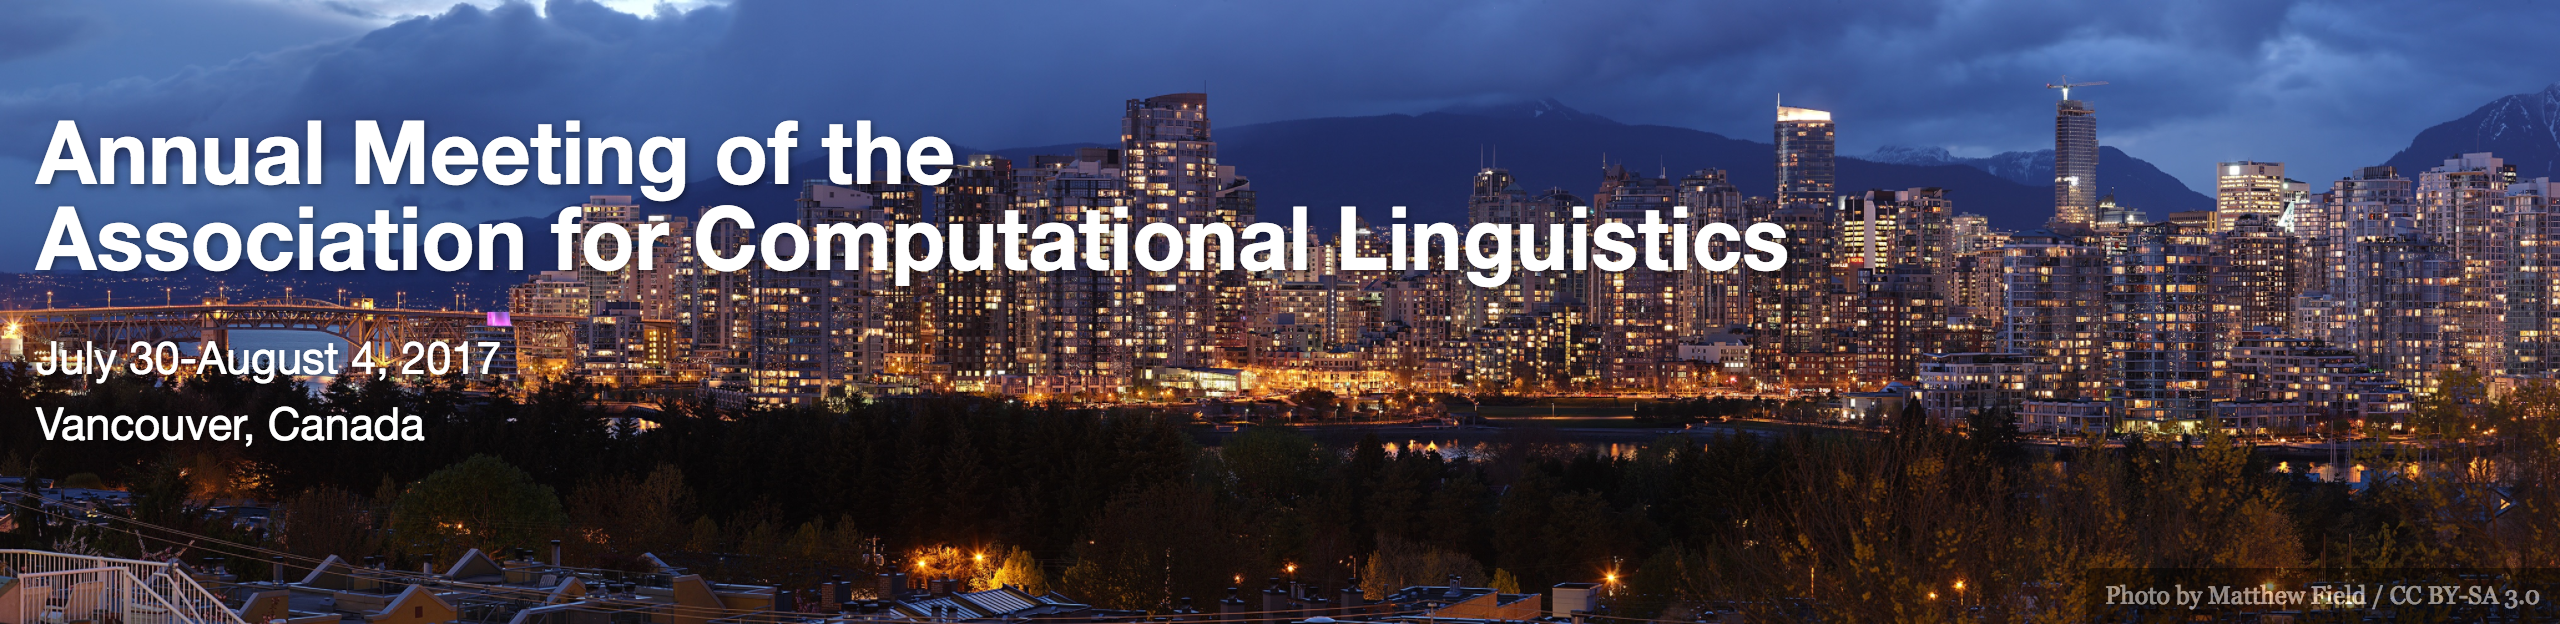 Annual Meeting of the
Association for Computational Linguistics
July 30-August 4, 2017
Vancouver, Canada
Photo by Matthew Field / CC BY-SA 3.0